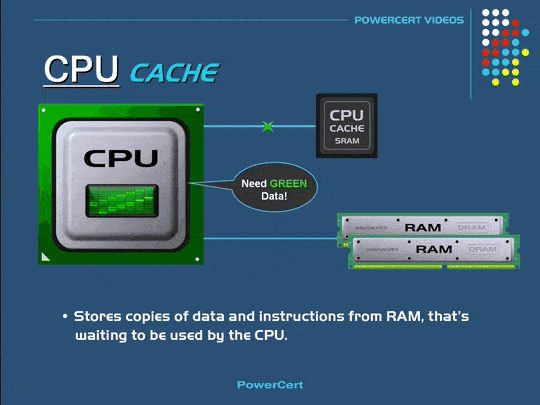 POWERCERT VIDEOS
CPU CACHE
CPU
CPU
CACHE
SRAM
Need GREEN
Data!
RAM
DRAM
MEMORY
RAM
DRAM
• Stores copies of data and instructions from RAM, that's
waiting to be used by the CPU.
PowerCert